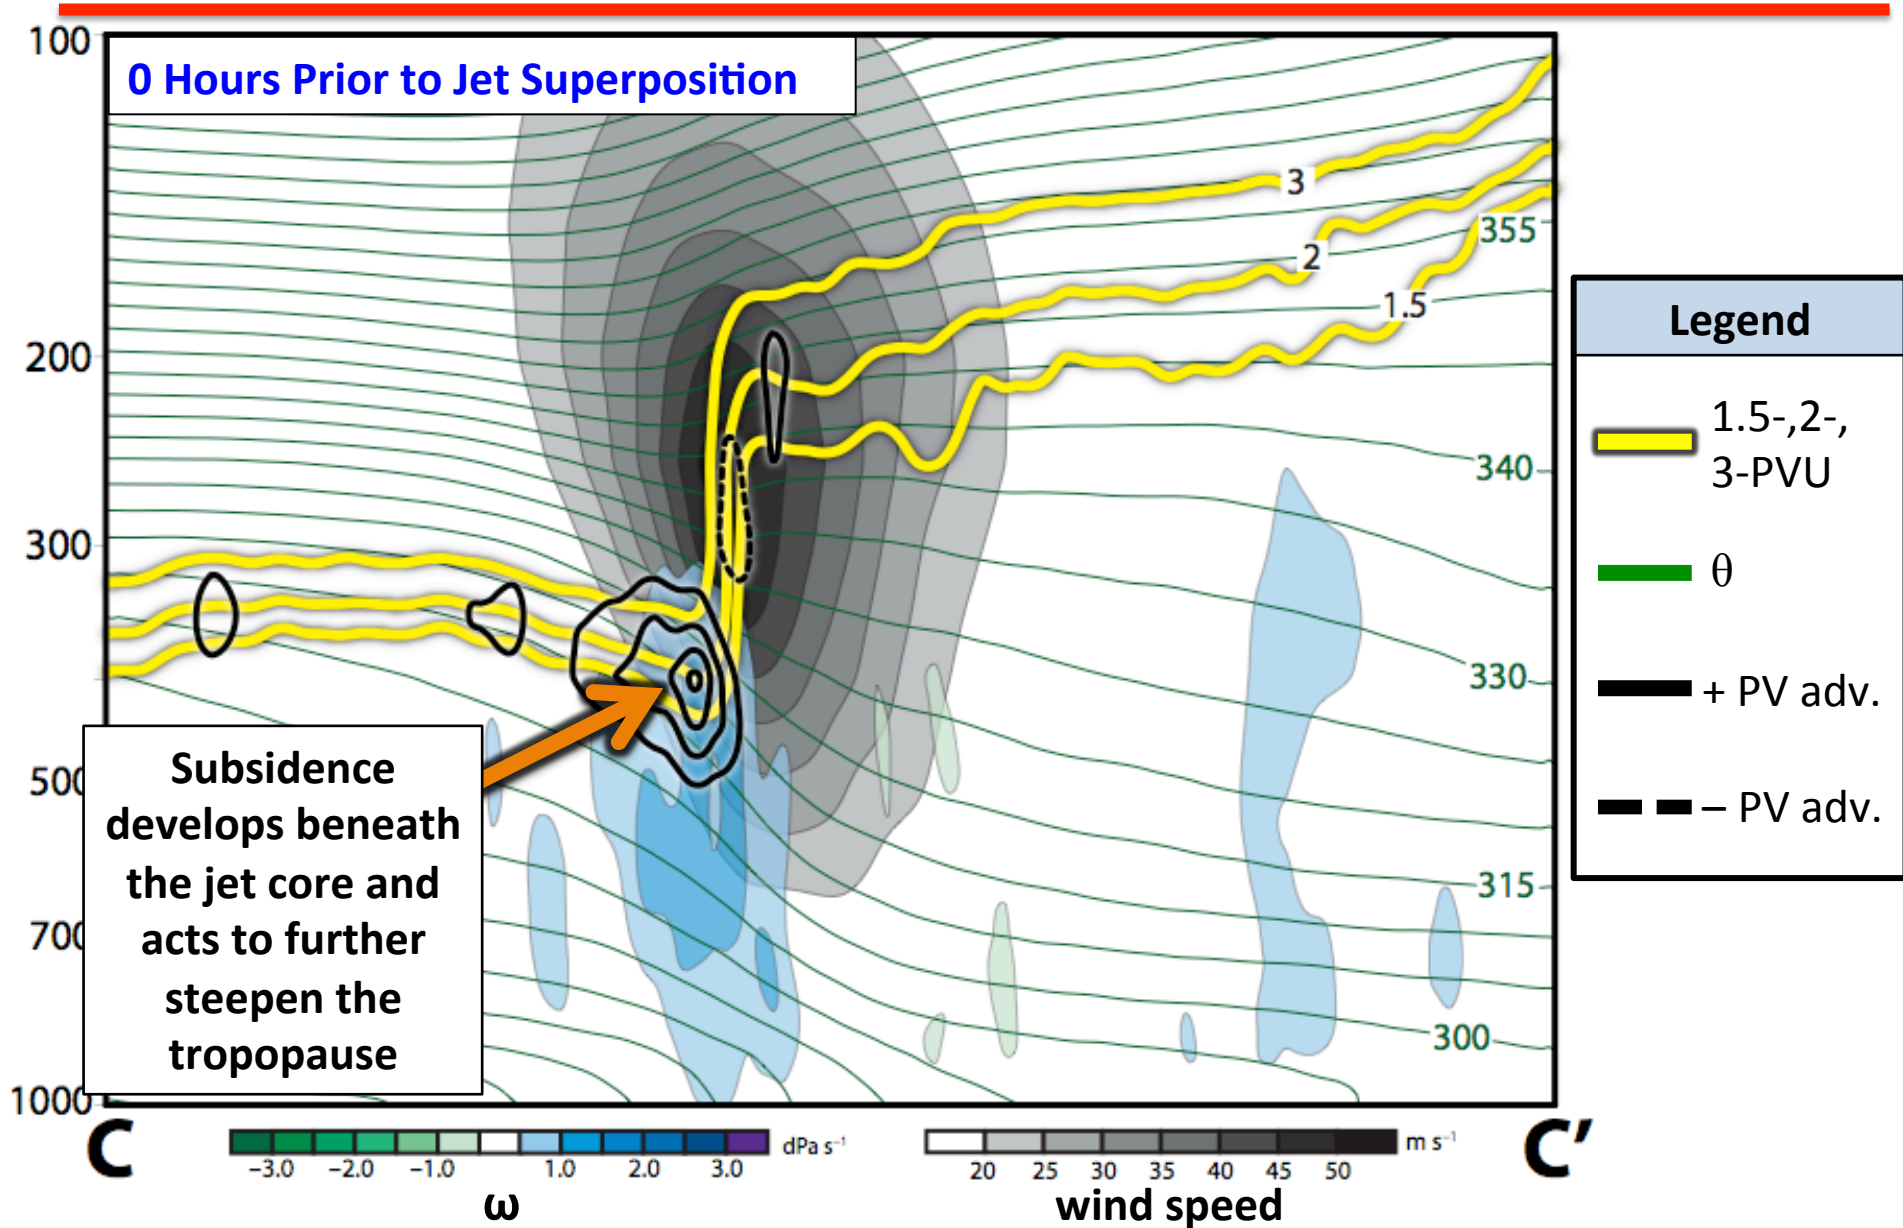 100
0 Hours Prior to Jet Superposition
3
355
2
1.5
200
340
300
330
Subsidence
develops beneath
the jet core and
acts to further
steepen the
tropopause
500
315
700
300
1000
C
C′
−3.0 −2.0 −1.0 1.0 2.0 3.0 dPa s⁻¹
ω
20 25 30 35 40 45 50 m s⁻¹
wind speed
Legend
1.5-,2-,
3-PVU
θ
+ PV adv.
− PV adv.